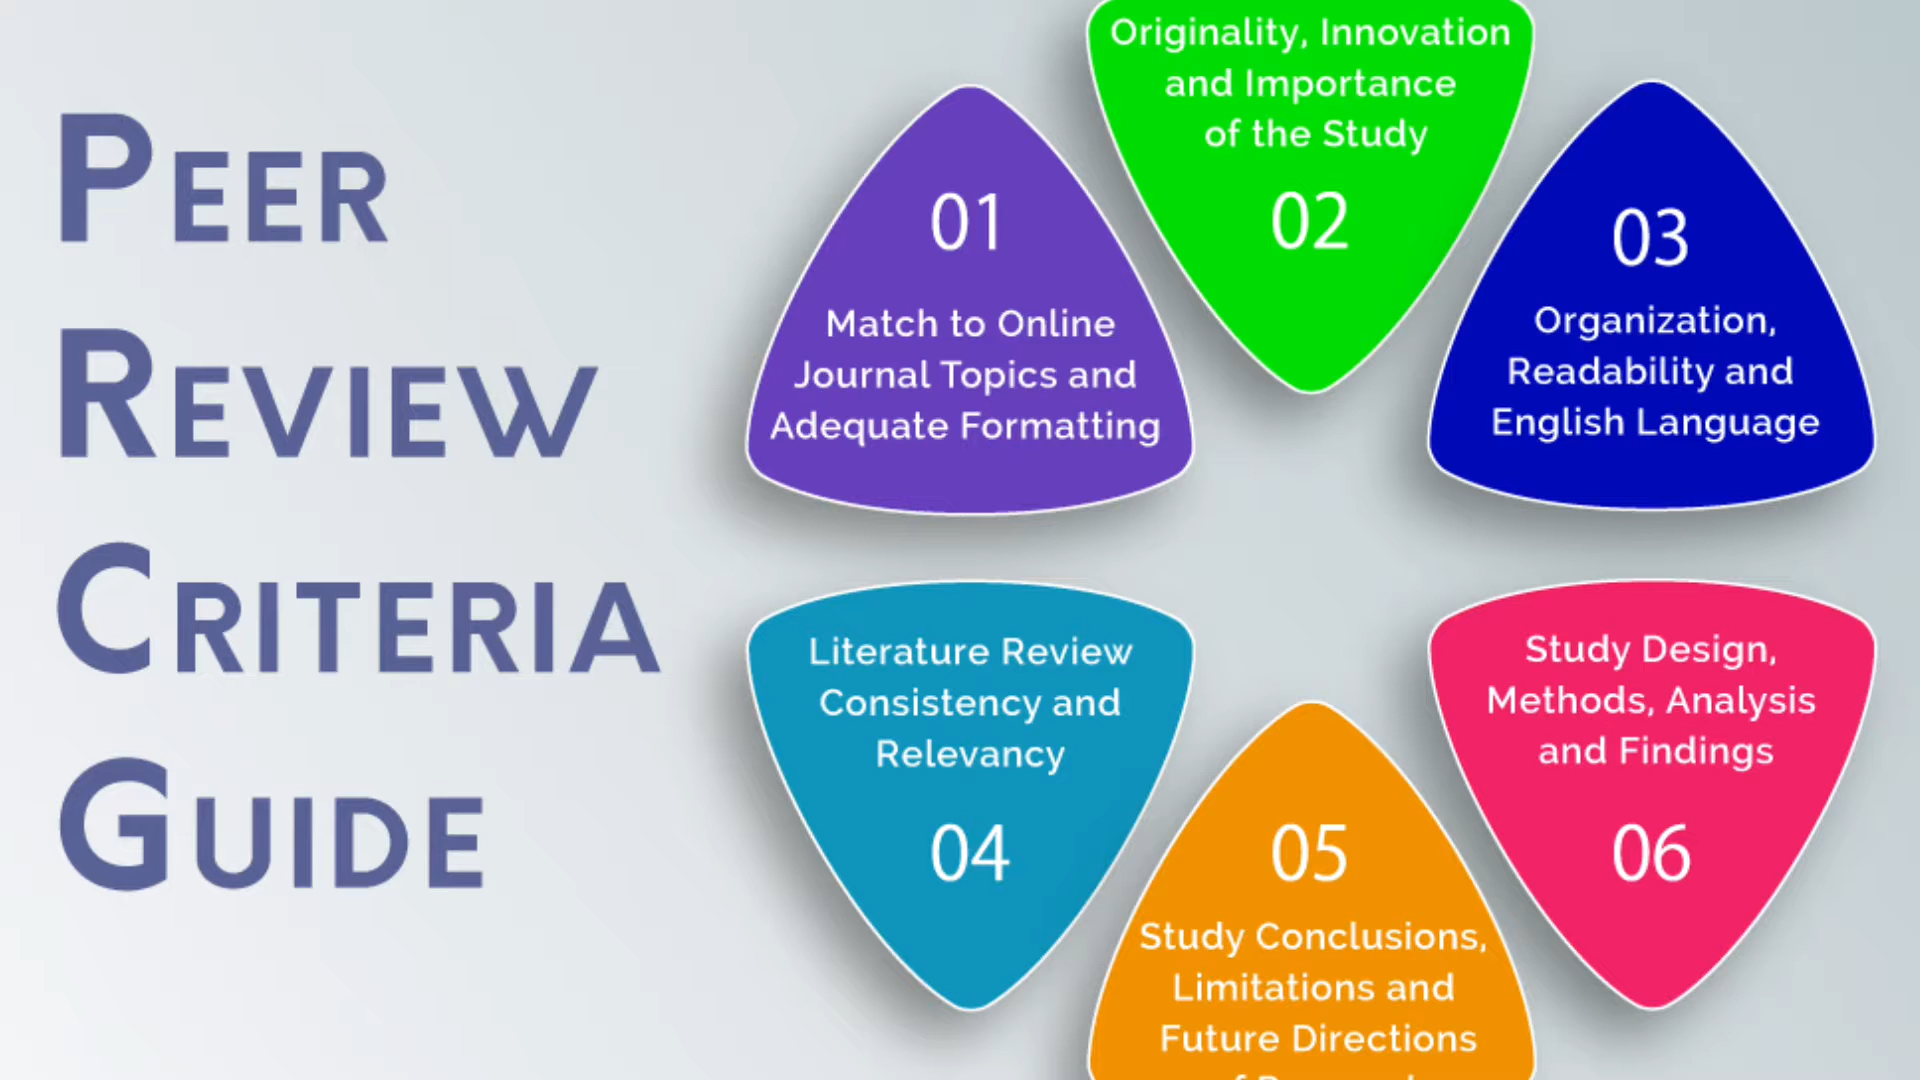 PEER
REVIEW
CRITERIA
GUIDE
01
Match to Online
Journal Topics and
Adequate Formatting
Originality, Innovation
and Importance
of the Study
02
03
Organization,
Readability and
English Language
Literature Review
Consistency and
Relevancy
04
05
Study Conclusions,
Limitations and
Future Directions
Study Design,
Methods, Analysis
and Findings
06